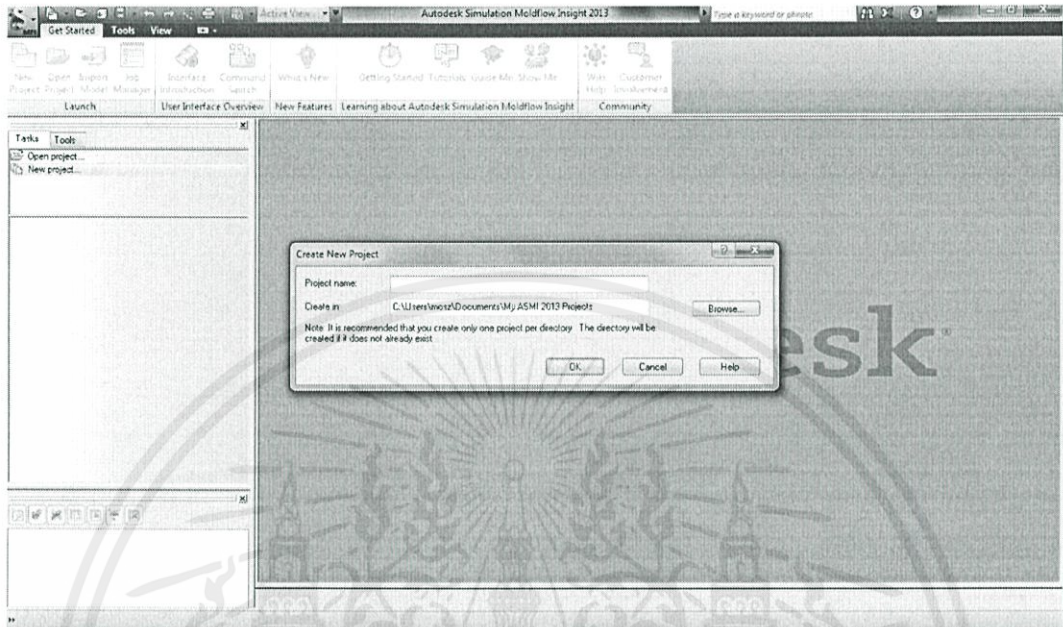 Active View
Autodesk Simulation Moldflow Insight 2013
Type a keyword or phrase
Get Started Tools View
New Project
Open Project
Import Model
Job Manager
Interface Introduction
Command Switch
What's New
Getting Started
Tutorials
Guide Me
Show Me
Wiki Help
Customer Involvement
Launch
User Interface Overview
New Features
Learning about Autodesk Simulation Moldflow Insight
Community
Tasks Tools
Open project...
New project...
Create New Project
Project name:
Create in: C:\Users\mosz\Documents\My ASMI 2013 Projects
Browse...
Note: It is recommended that you create only one project per directory. The directory will be
created if it does not already exist.
OK Cancel Help
esk